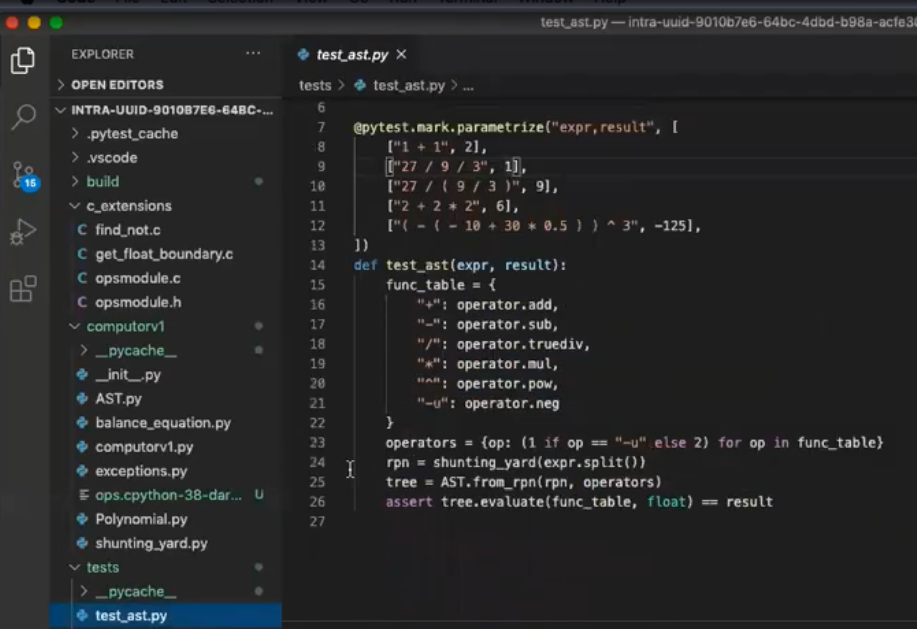 test_ast.py — intra-uuid-9010b7e6-64bc-4dbd-b98a-acfe38
EXPLORER ...
OPEN EDITORS
INTRA-UUID-9010B7E6-64BC-...
.pytest_cache
.vscode
build
c_extensions
C find_not.c
C get_float_boundary.c
C opsmodule.c
C opsmodule.h
computorv1
__pycache__
__init__.py
AST.py
balance_equation.py
computorv1.py
exceptions.py
ops.cpython-38-dar... U
Polynomial.py
shunting_yard.py
tests
__pycache__
test_ast.py
15
test_ast.py ×
tests > test_ast.py > ...
6
7 @pytest.mark.parametrize("expr,result", [
8 ["1 + 1", 2],
9 ["27 / 9 / 3", 1],
10 ["27 / ( 9 / 3 )", 9],
11 ["2 + 2 * 2", 6],
12 ["( - ( - 10 + 30 * 0.5 ) ) ^ 3", -125],
13 ])
14 def test_ast(expr, result):
15 func_table = {
16 "+": operator.add,
17 "-": operator.sub,
18 "/": operator.truediv,
19 "*": operator.mul,
20 "^": operator.pow,
21 "-u": operator.neg
22 }
23 operators = {op: (1 if op == "-u" else 2) for op in func_table}
24 rpn = shunting_yard(expr.split())
25 tree = AST.from_rpn(rpn, operators)
26 assert tree.evaluate(func_table, float) == result
27